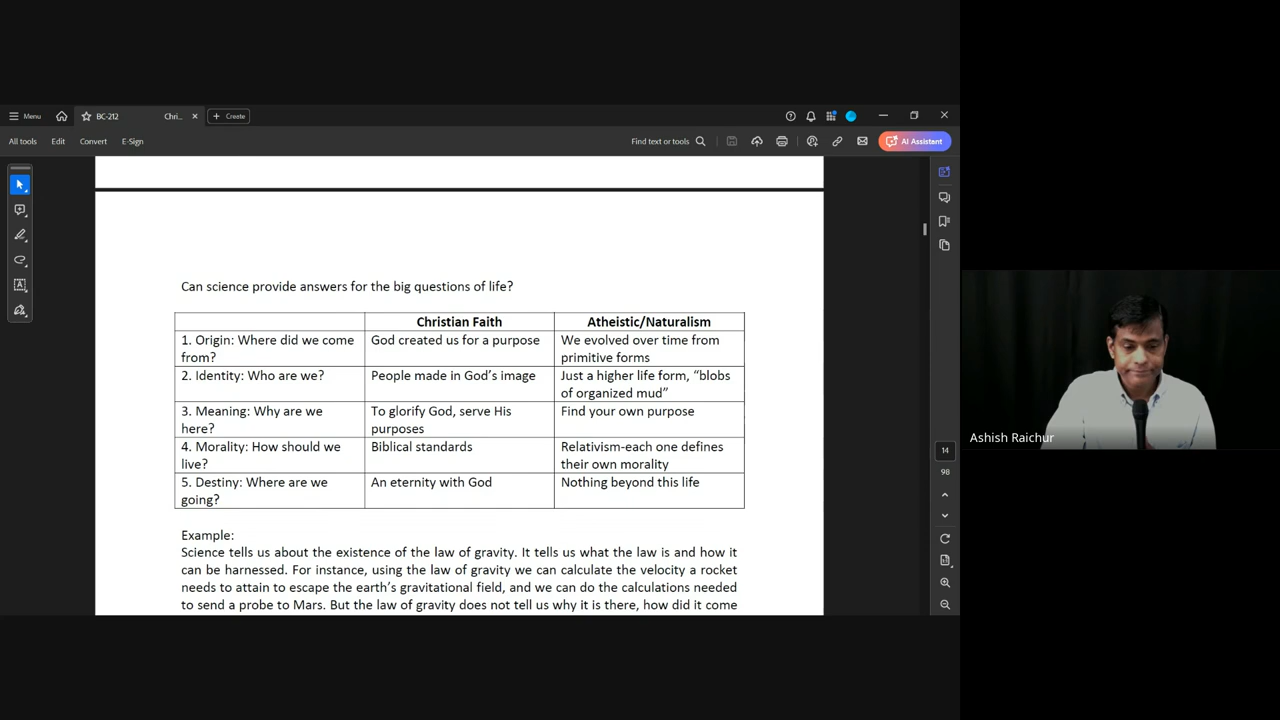 Menu
BC-212 Chri...
Create
All tools
Edit
Convert
E-Sign
Find text or tools
AI Assistant
Can science provide answers for the big questions of life?
Christian Faith
Atheistic/Naturalism
1. Origin: Where did we come
from?
God created us for a purpose
We evolved over time from
primitive forms
2. Identity: Who are we?
People made in God’s image
Just a higher life form, “blobs
of organized mud”
3. Meaning: Why are we
here?
To glorify God, serve His
purposes
Find your own purpose
4. Morality: How should we
live?
Biblical standards
Relativism-each one defines
their own morality
5. Destiny: Where are we
going?
An eternity with God
Nothing beyond this life
Example:
Science tells us about the existence of the law of gravity. It tells us what the law is and how it
can be harnessed. For instance, using the law of gravity we can calculate the velocity a rocket
needs to attain to escape the earth’s gravitational field, and we can do the calculations needed
to send a probe to Mars. But the law of gravity does not tell us why it is there, how did it come
14
98
Ashish Raichur